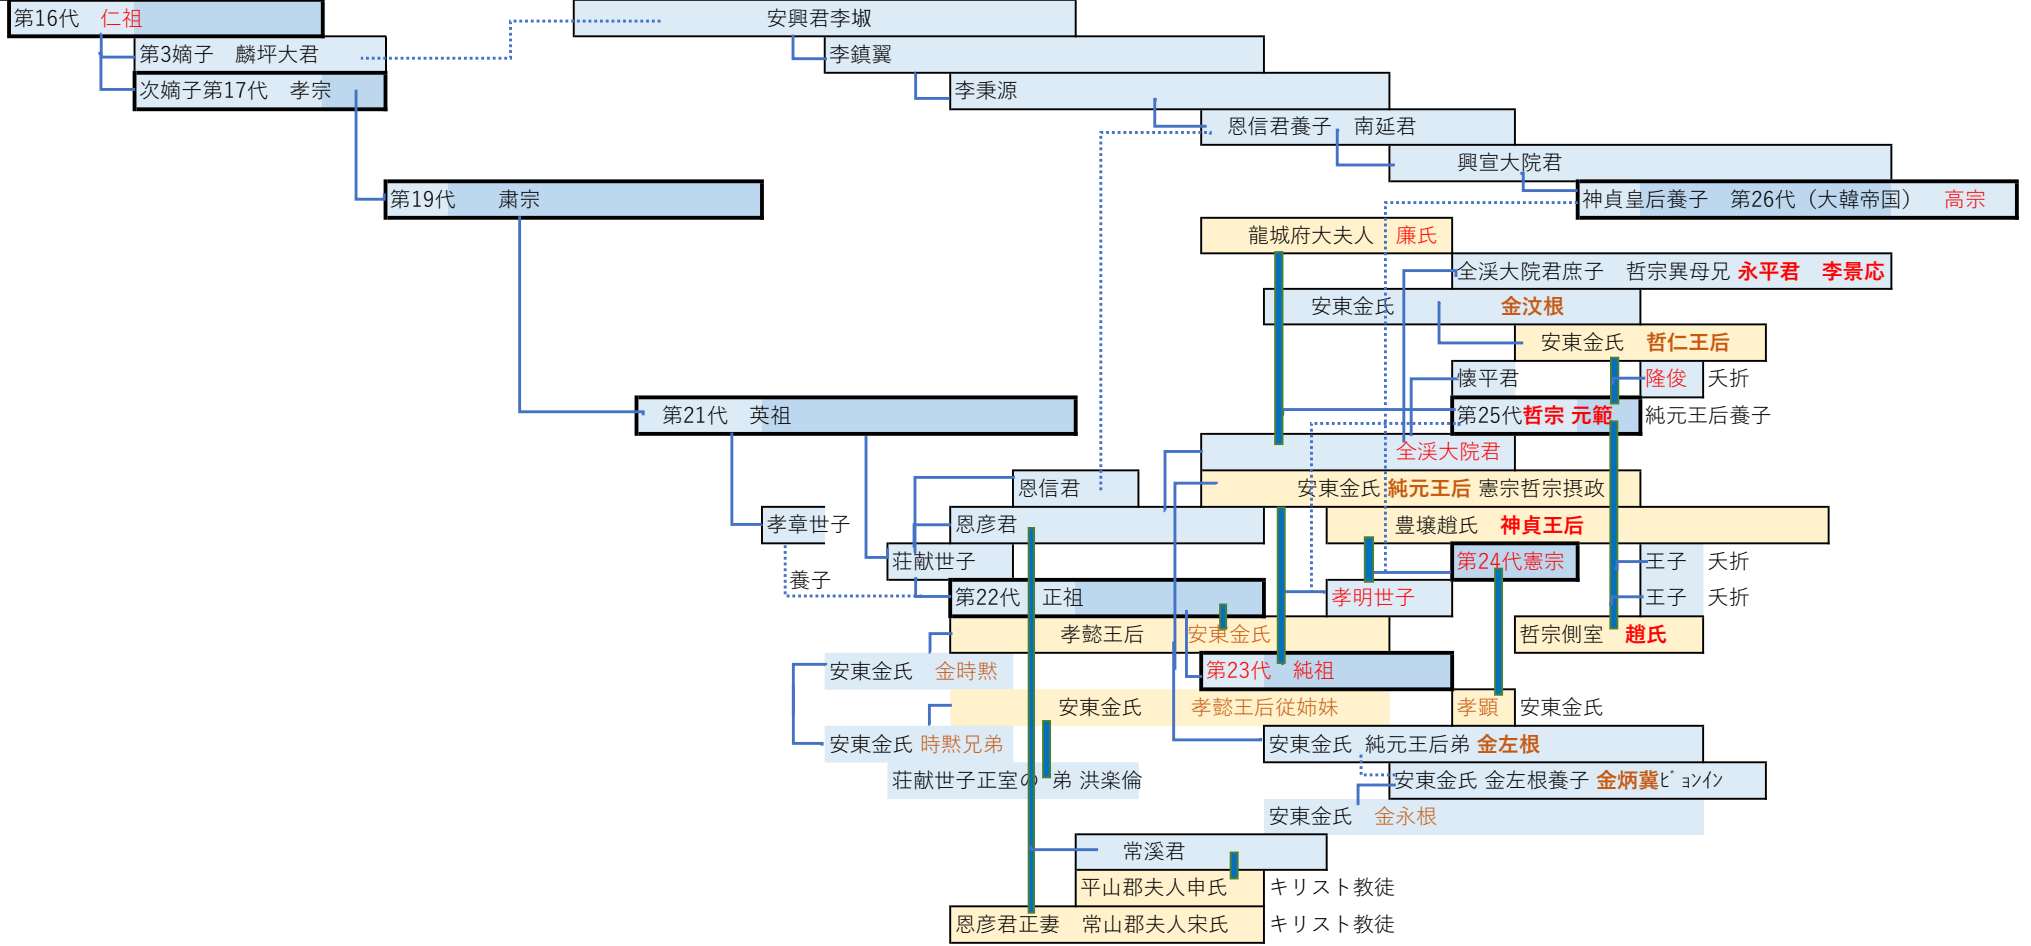 第16代　仁祖
安興君李塐
第3嫡子　麟坪大君
李鎮翼
次嫡子第17代　孝宗
李秉源
恩信君養子　南延君
興宣大院君
第19代　粛宗
神貞皇后養子　第26代（大韓帝国）　高宗
龍城府大夫人　廉氏
全渓大院君庶子　哲宗異母兄 永平君　李景応
安東金氏　金汶根
安東金氏　哲仁王后
懐平君
隆俊　夭折
第21代　英祖
第25代哲宗 元範
純元王后養子
全渓大院君
恩信君
安東金氏 純元王后 憲宗哲宗摂政
孝章世子
恩彦君
豊壌趙氏　神貞王后
荘献世子
第24代憲宗
王子　夭折
養子
第22代　正祖
孝明世子
王子　夭折
孝懿王后　安東金氏
哲宗側室　趙氏
安東金氏　金時黙
第23代　純祖
安東金氏　孝懿王后従姉妹
孝顕　安東金氏
安東金氏 時黙兄弟
安東金氏 純元王后弟 金左根
荘献世子正室の 弟 洪楽倫
安東金氏 金左根養子 金炳冀ﾋﾞｮﾝｲﾝ
安東金氏　金永根
常溪君
平山郡夫人申氏
キリスト教徒
恩彦君正妻　常山郡夫人宋氏
キリスト教徒